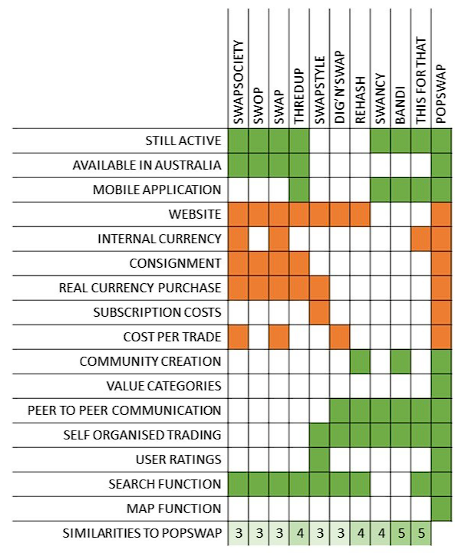 SWAPSOCIETY
SWOP
SWAP
THREDUP
SWAPSTYLE
DIG'N'SWAP
REHASH
SWANCY
BANDI
THIS FOR THAT
POPSWAP
STILL ACTIVE
AVAILABLE IN AUSTRALIA
MOBILE APPLICATION
WEBSITE
INTERNAL CURRENCY
CONSIGNMENT
REAL CURRENCY PURCHASE
SUBSCRIPTION COSTS
COST PER TRADE
COMMUNITY CREATION
VALUE CATEGORIES
PEER TO PEER COMMUNICATION
SELF ORGANISED TRADING
USER RATINGS
SEARCH FUNCTION
MAP FUNCTION
SIMILARITIES TO POPSWAP 3 3 3 4 3 3 4 4 5 5